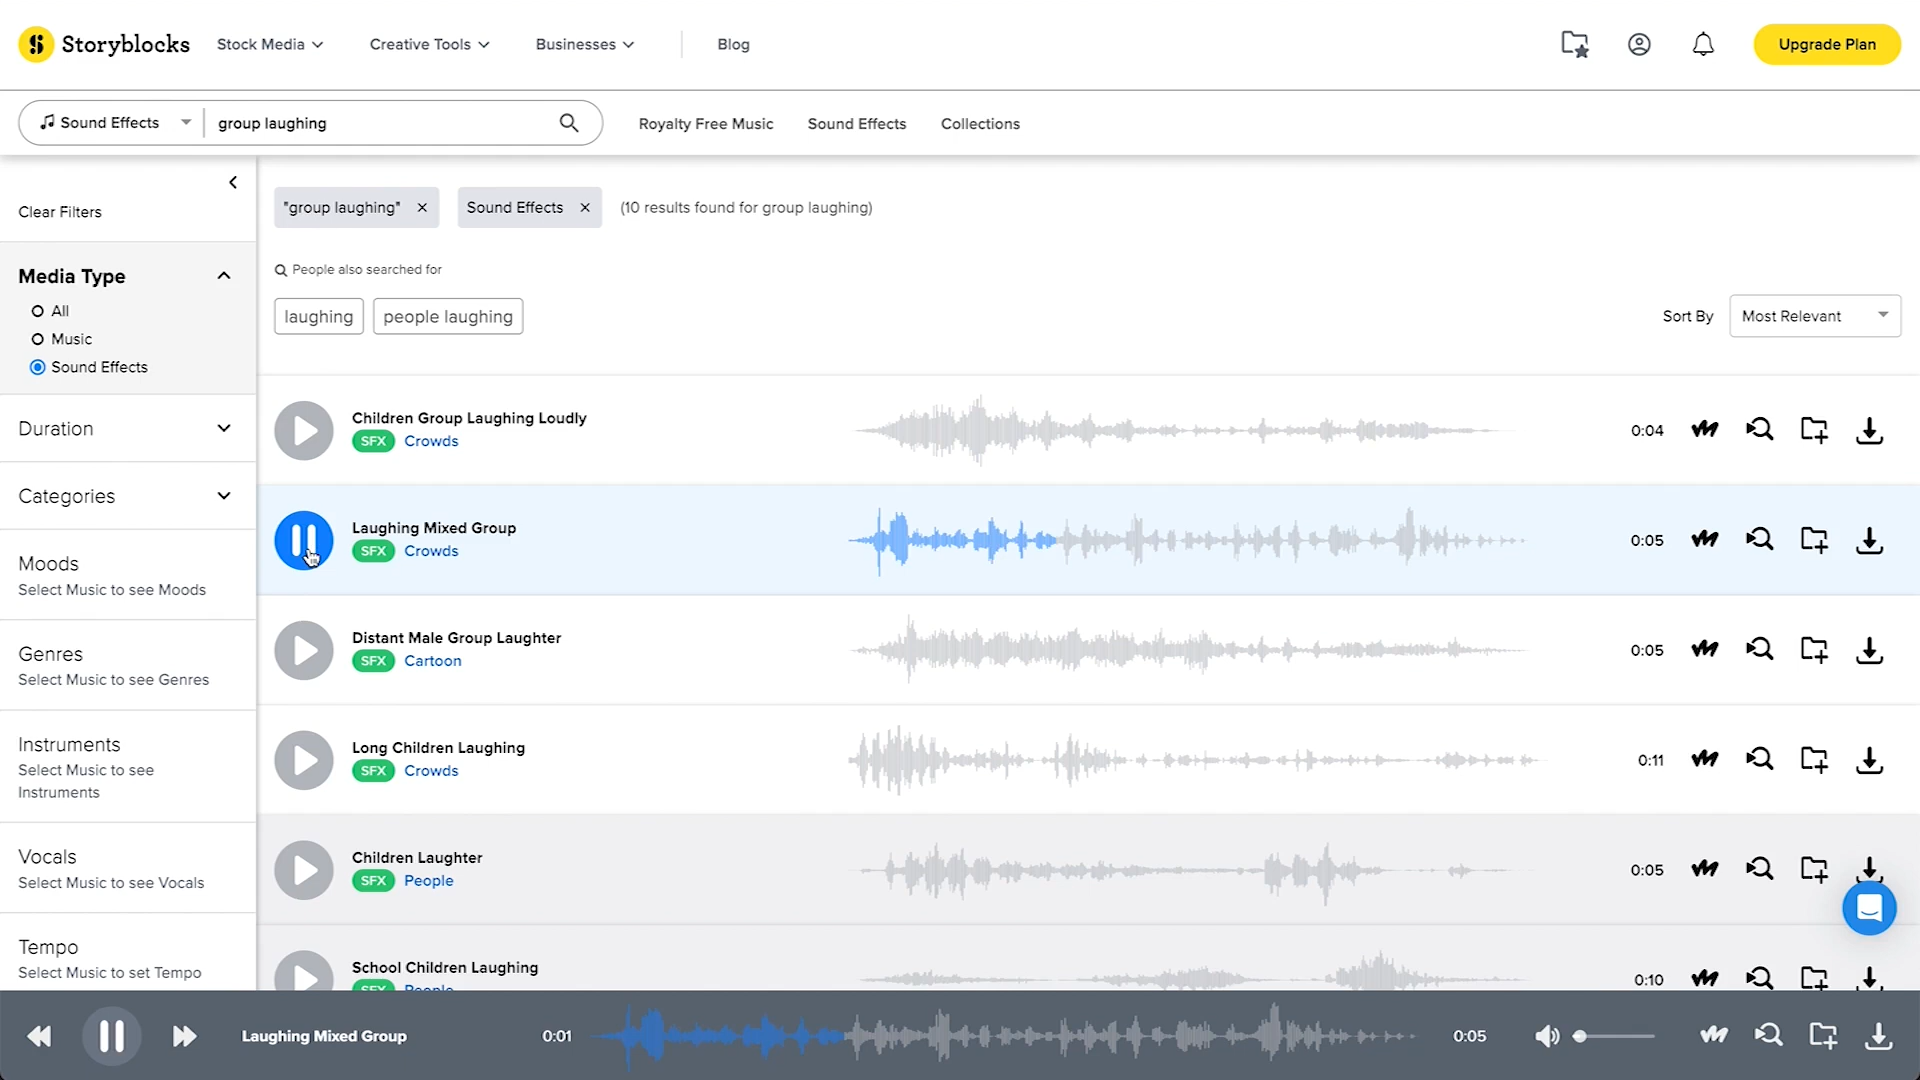 Storyblocks
Stock Media
Creative Tools
Businesses
Blog
Upgrade Plan
Sound Effects
group laughing
Royalty Free Music
Sound Effects
Collections
Clear Filters
"group laughing"
Sound Effects
(10 results found for group laughing)
Media Type
All
Music
Sound Effects
People also searched for
laughing
people laughing
Sort By
Most Relevant
Duration
Categories
Moods
Select Music to see Moods
Genres
Select Music to see Genres
Instruments
Select Music to see
Instruments
Vocals
Select Music to see Vocals
Tempo
Select Music to set Tempo
Children Group Laughing Loudly
SFX Crowds
0:04
Laughing Mixed Group
SFX Crowds
0:05
Distant Male Group Laughter
SFX Cartoon
0:05
Long Children Laughing
SFX Crowds
0:11
Children Laughter
SFX People
0:05
School Children Laughing
SFX People
0:10
Laughing Mixed Group
0:01
0:05